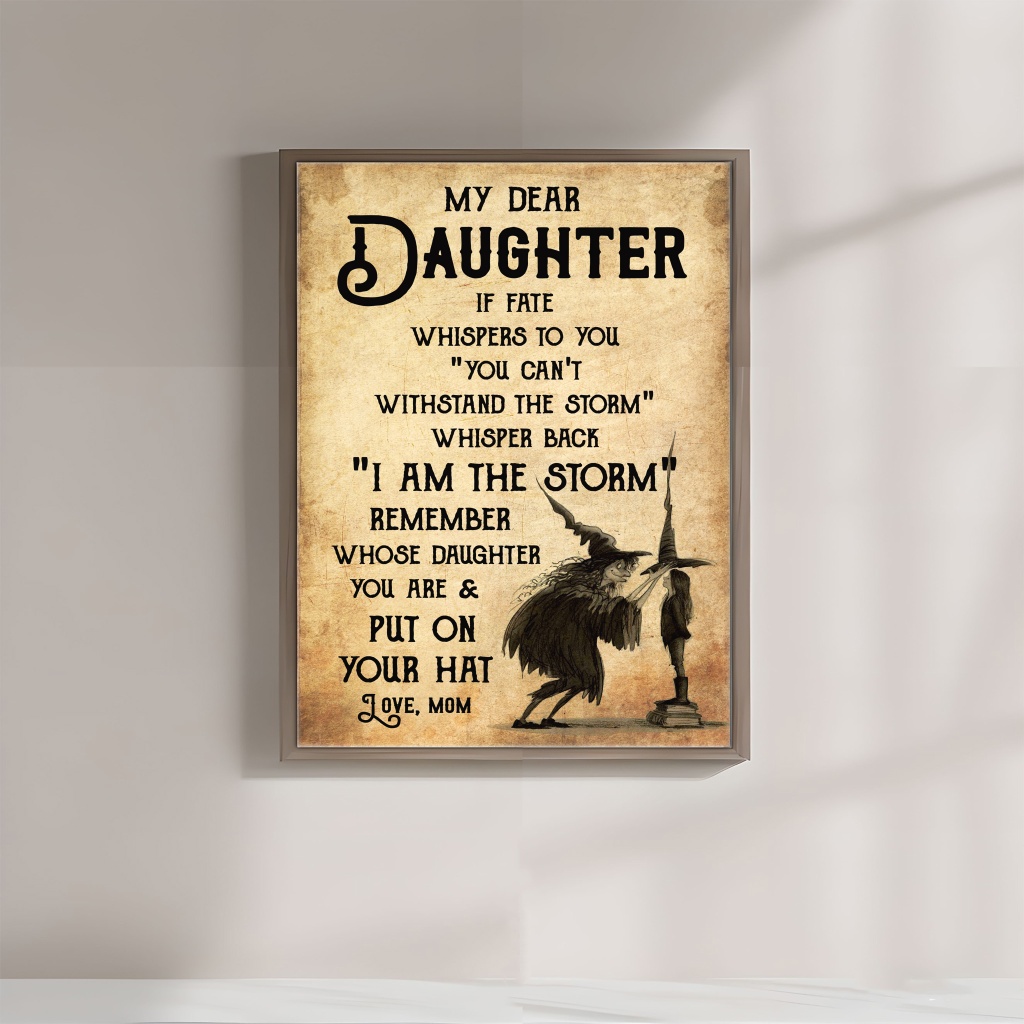 MY DEAR
DAUGHTER
IF FATE
WHISPERS TO YOU
"YOU CAN'T
WITHSTAND THE STORM"
WHISPER BACK
"I AM THE STORM"
REMEMBER
WHOSE DAUGHTER
YOU ARE &
PUT ON
YOUR HAT
LOVE, MOM